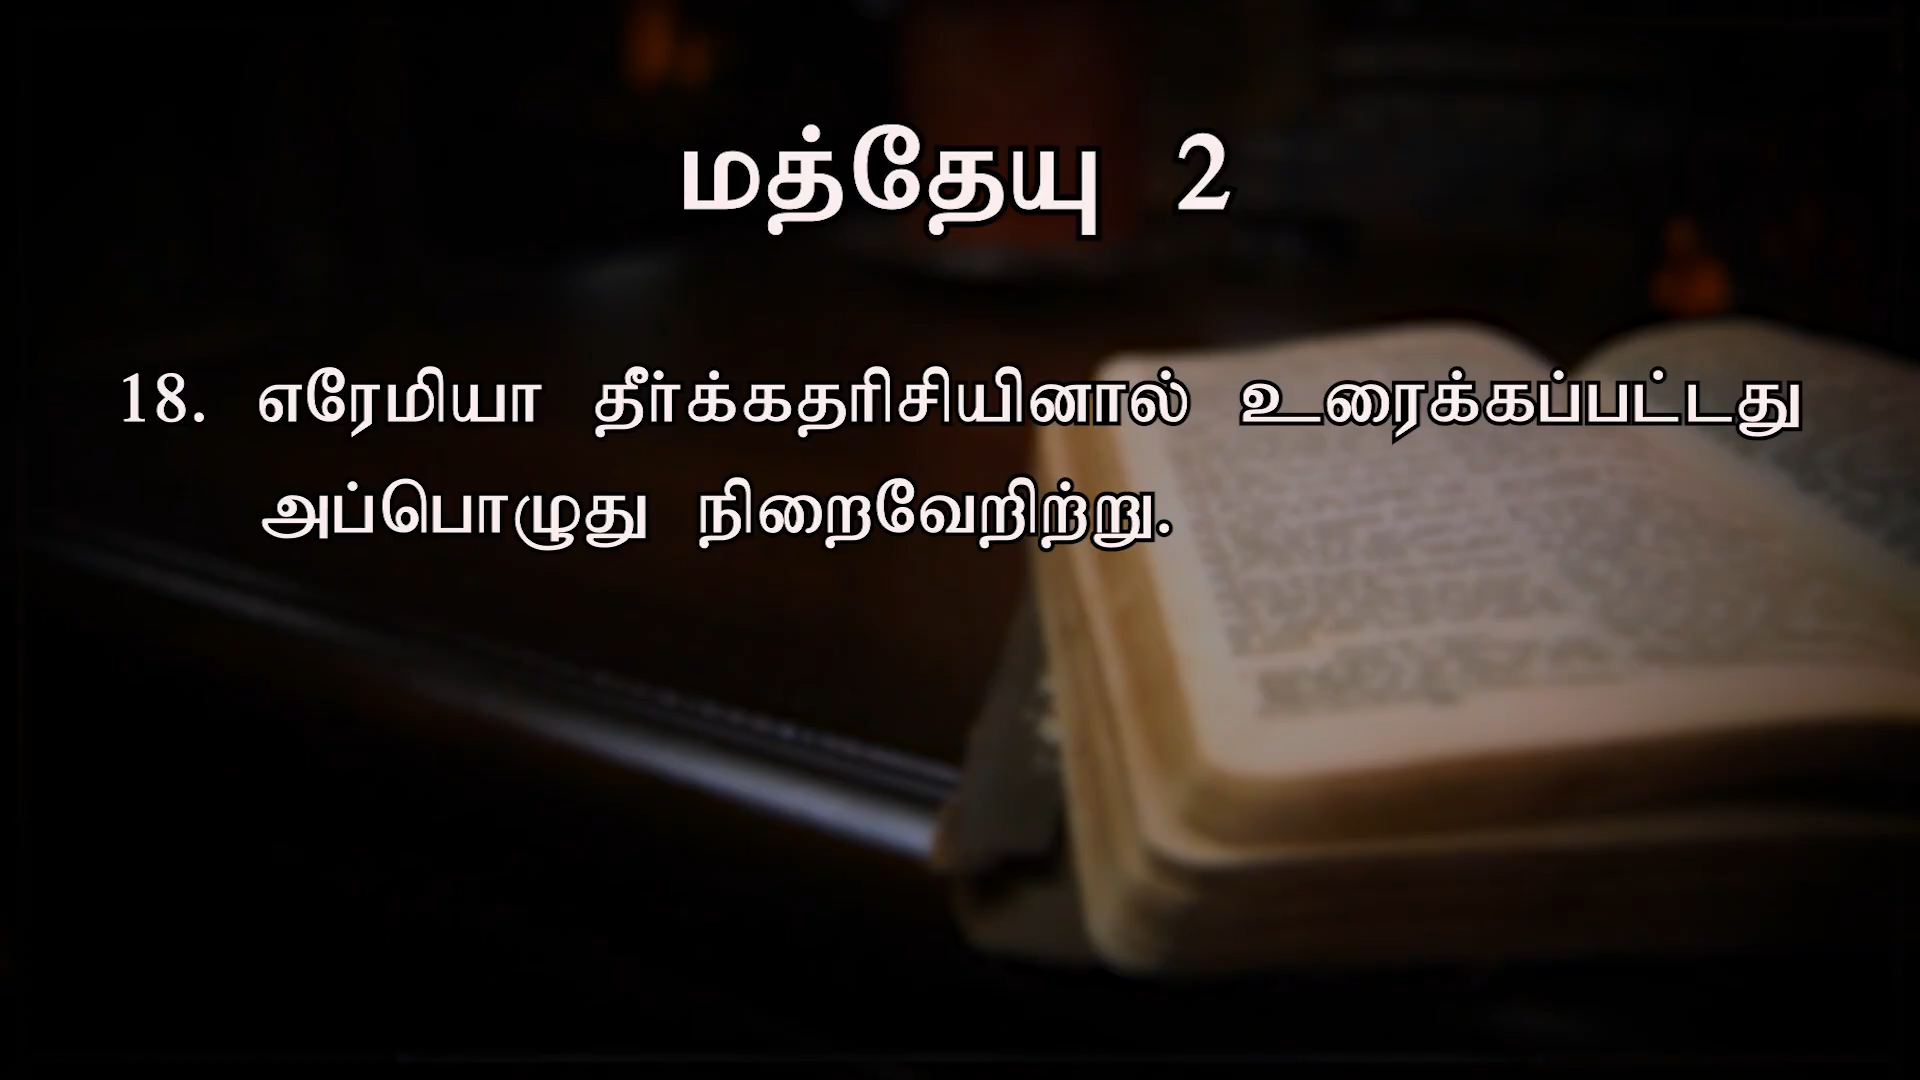 மத்தேயு 2
18. எரேமியா தீர்க்கதரிசியினால் உரைக்கப்பட்டது
அப்பொழுது நிறைவேறிற்று.